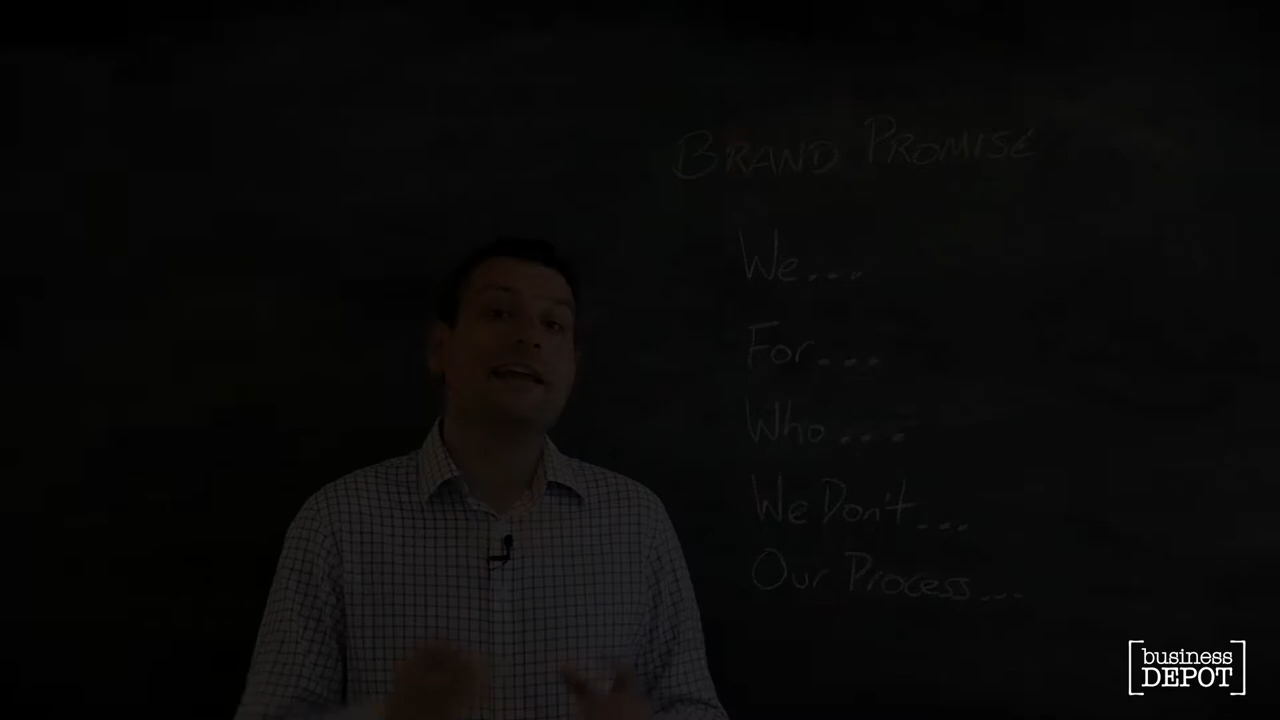 BRAND PROMISE
We....
For....
Who....
We Don't....
Our Process....
[business
DEPOT]